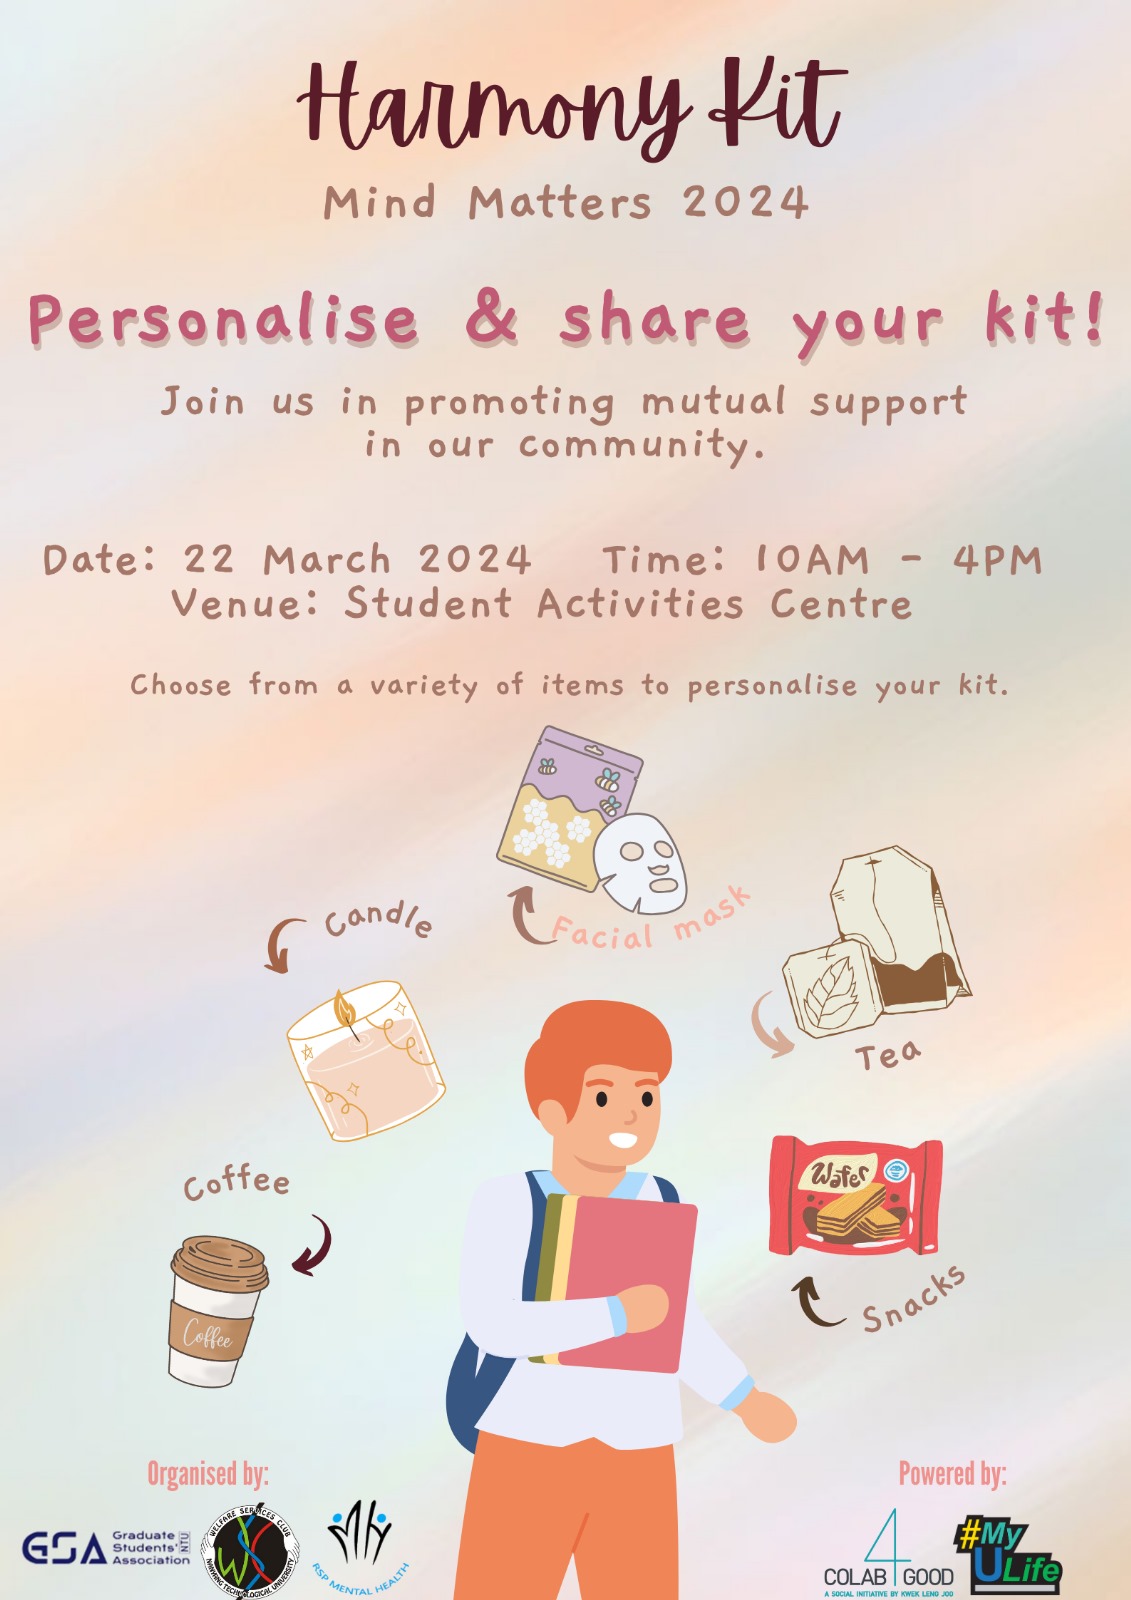 Harmony Kit
Mind Matters 2024
Personalise & share your kit!
Join us in promoting mutual support
in our community.
Date: 22 March 2024 Time: 10AM - 4PM
Venue: Student Activities Centre
Choose from a variety of items to personalise your kit.
Facial mask
Candle
Tea
Wafer
Coffee
Snacks
Coffee
Organised by:
Powered by:
GSA Graduate
Students'
Association
NTU
WELFARE SERVICES CLUB
NANYANG TECHNOLOGICAL UNIVERSITY
WSC
RSP MENTAL HEALTH
COLAB4GOOD
A SOCIAL INITIATIVE BY KWEK LENG JOO
#My
ULife